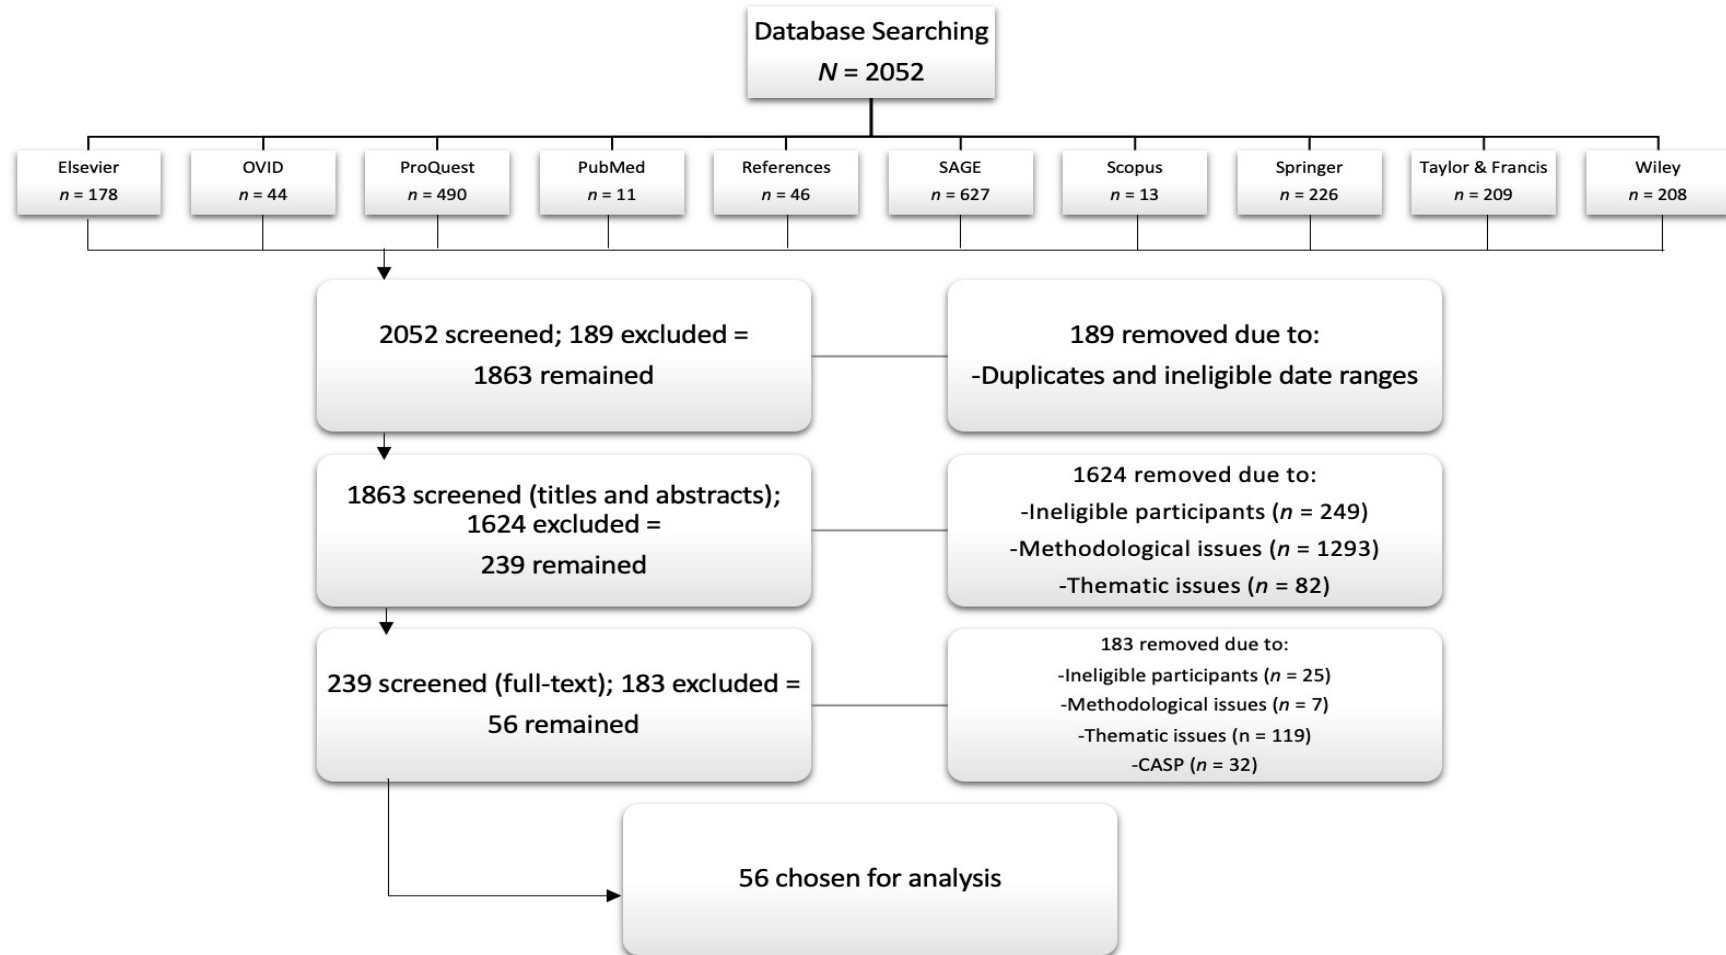 Database Searching
N = 2052
Elsevier
n = 178
OVID
n = 44
ProQuest
n = 490
PubMed
n = 11
References
n = 46
SAGE
n = 627
Scopus
n = 13
Springer
n = 226
Taylor & Francis
n = 209
Wiley
n = 208
2052 screened; 189 excluded =
1863 remained
189 removed due to:
-Duplicates and ineligible date ranges
1863 screened (titles and abstracts);
1624 excluded =
239 remained
1624 removed due to:
-Ineligible participants (n = 249)
-Methodological issues (n = 1293)
-Thematic issues (n = 82)
239 screened (full-text); 183 excluded =
56 remained
183 removed due to:
-Ineligible participants (n = 25)
-Methodological issues (n = 7)
-Thematic issues (n = 119)
-CASP (n = 32)
56 chosen for analysis